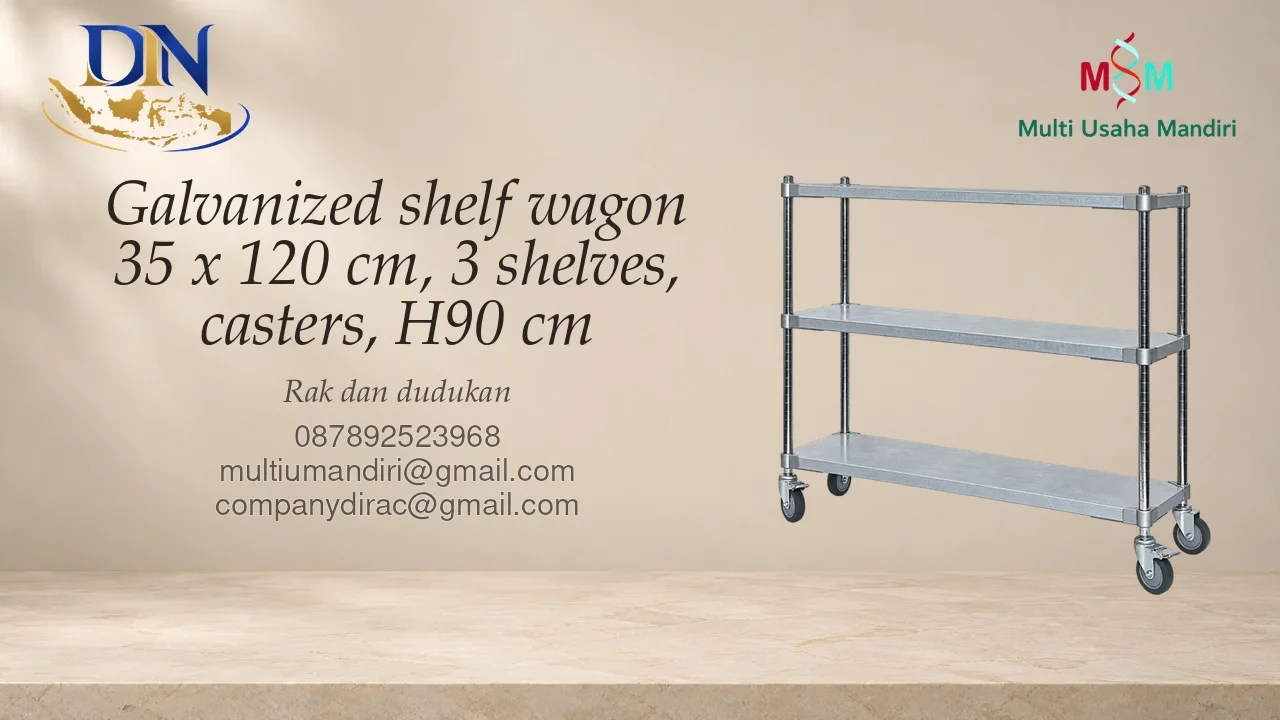 DIN
M M
Multi Usaha Mandiri
Galvanized shelf wagon
35 x 120 cm, 3 shelves,
casters, H90 cm
Rak dan dudukan
087892523968
multiumandiri@gmail.com
companydirac@gmail.com